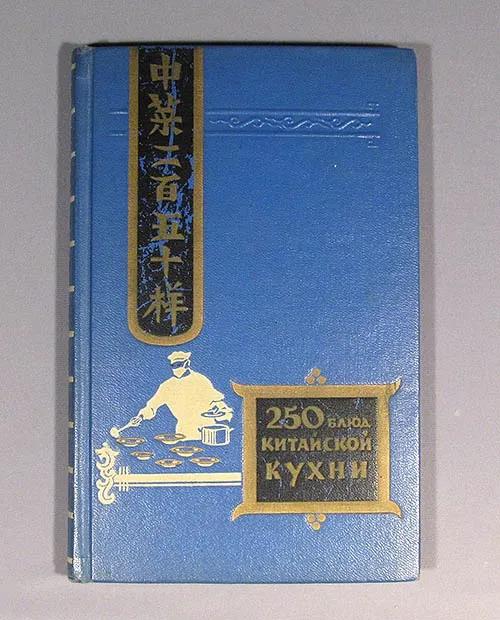 中菜二百五十样
250 БЛЮД
КИТАЙСКОЙ
КУХНИ